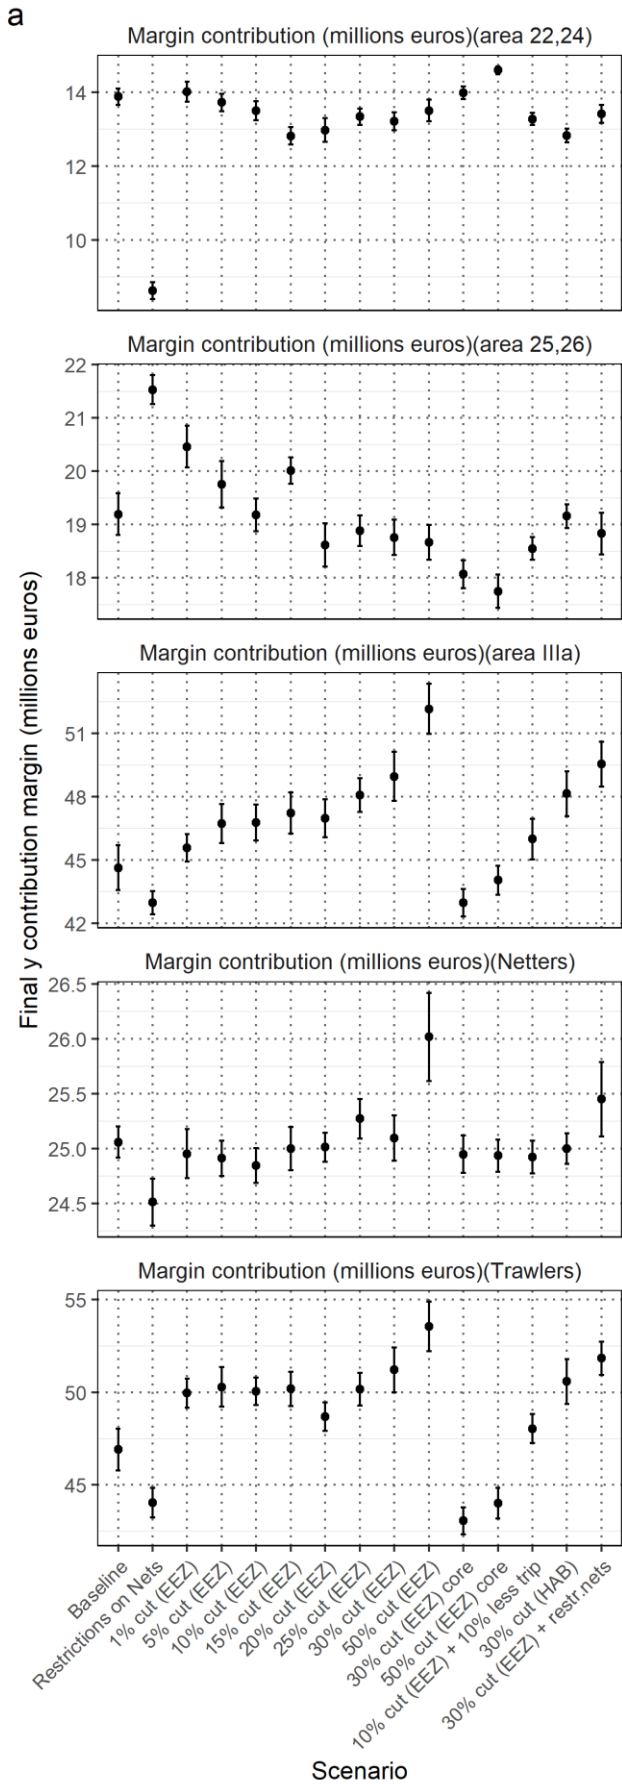 a
Margin contribution (millions euros)(area 22,24)
14
12
10
Margin contribution (millions euros)(area 25,26)
22
21
20
19
18
Margin contribution (millions euros)(area IIIa)
51
48
45
42
Margin contribution (millions euros)(Netters)
26.5
26.0
25.5
25.0
24.5
Margin contribution (millions euros)(Trawlers)
55
50
45
Final y contribution margin (millions euros)
Baseline
Restrictions on Nets
1% cut (EEZ)
5% cut (EEZ)
10% cut (EEZ)
15% cut (EEZ)
20% cut (EEZ)
25% cut (EEZ)
30% cut (EEZ)
50% cut (EEZ)
30% cut (EEZ) core
50% cut (EEZ) core
10% cut (EEZ) + 10% less trip
30% cut (HAB)
30% cut (EEZ) + restr.nets
Scenario